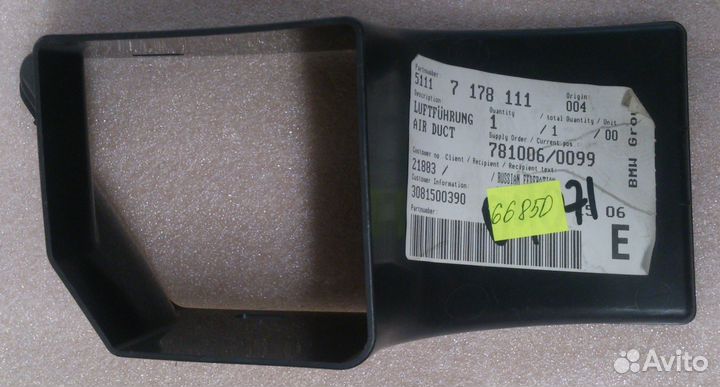 Partnumber
5111 7 178 111
Origin:
004
Description:
LUFTFÜHRUNG
AIR DUCT
Quantity / total Quantity / Unit
1 / 1 / 00
Supply Order / Current pos:
781006/0099
Customer no. Client / Recipient / Recipient text:
21883 / / RUSSIAN FEDERATION
Customer Information:
3081500390
Partnumber:
6685D
71
06
E
BMW Gro
Avito